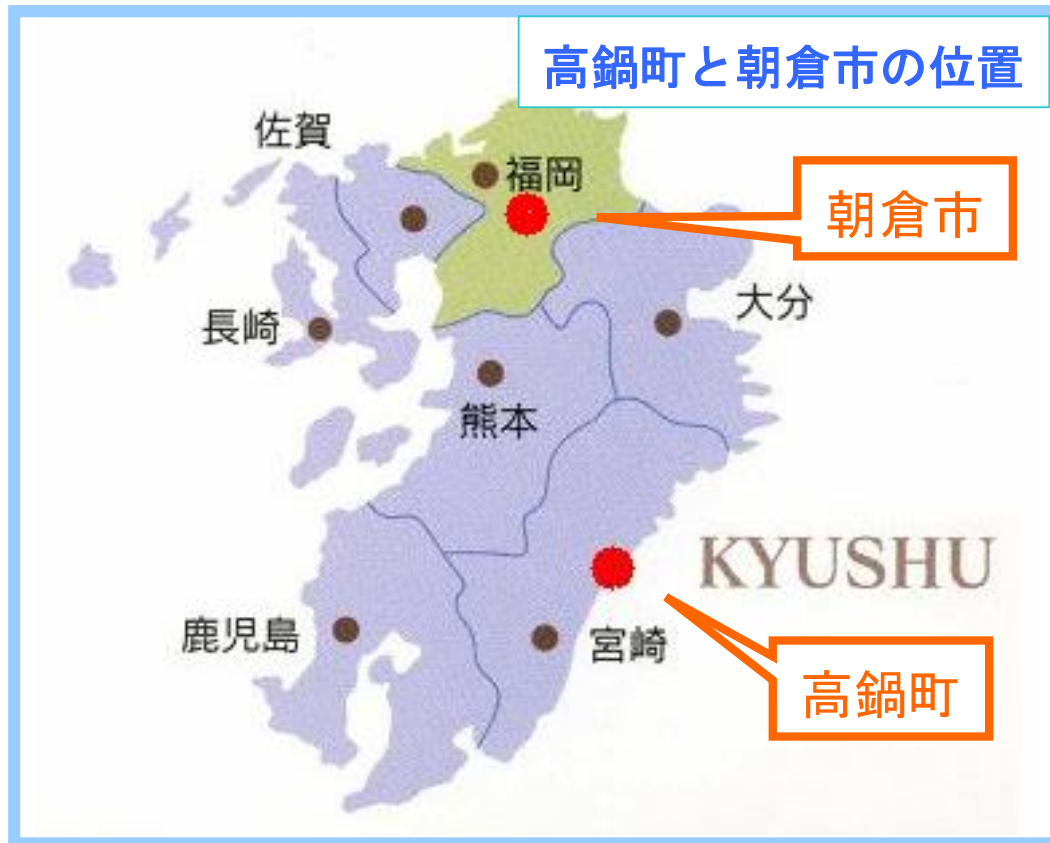 高鍋町と朝倉市の位置
佐賀
福岡
朝倉市
長崎
大分
熊本
KYUSHU
鹿児島
宮崎
高鍋町